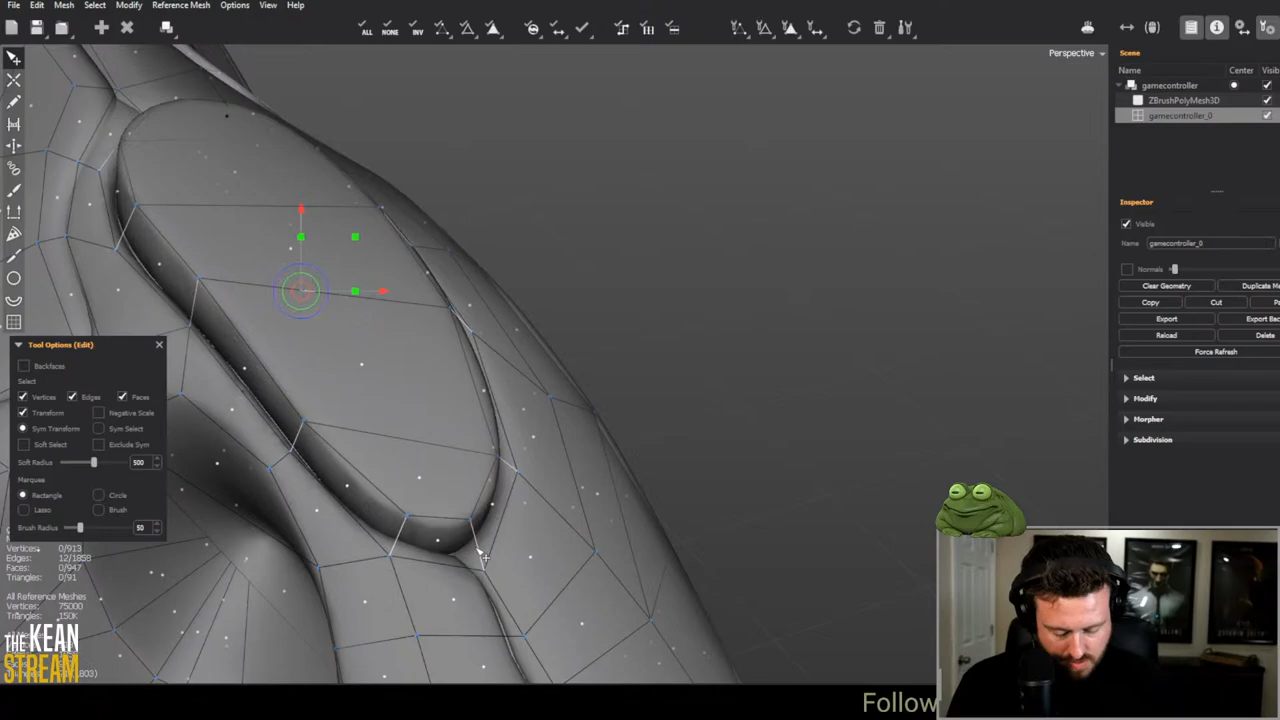 File Edit Mesh Select Modify Reference Mesh Options View Help
ALL NONE INV
Perspective
Scene
Name Center Visib
gamecontroller
ZBrushPolyMesh3D
gamecontroller_0
Inspector
Visible
Name gamecontroller_0
Normals
Clear Geometry Duplicate Me
Copy Cut Pa
Export Export Bac
Reload Delete
Force Refresh
Select
Modify
Morpher
Subdivision
Tool Options (Edit)
Backfaces
Select
Vertices Edges Faces
Transform Negative Scale
Sym Transform Sym Select
Soft Select Exclude Sym
Soft Radius 500
Marquee
Rectangle Circle
Lasso Brush
Brush Radius 50
Vertices: 0/913
Edges: 12/1858
Faces: 0/947
Triangles: 0/91
All Reference Meshes
Vertices: 75000
Triangles: 150K
THE KEAN
STREAM
Follow